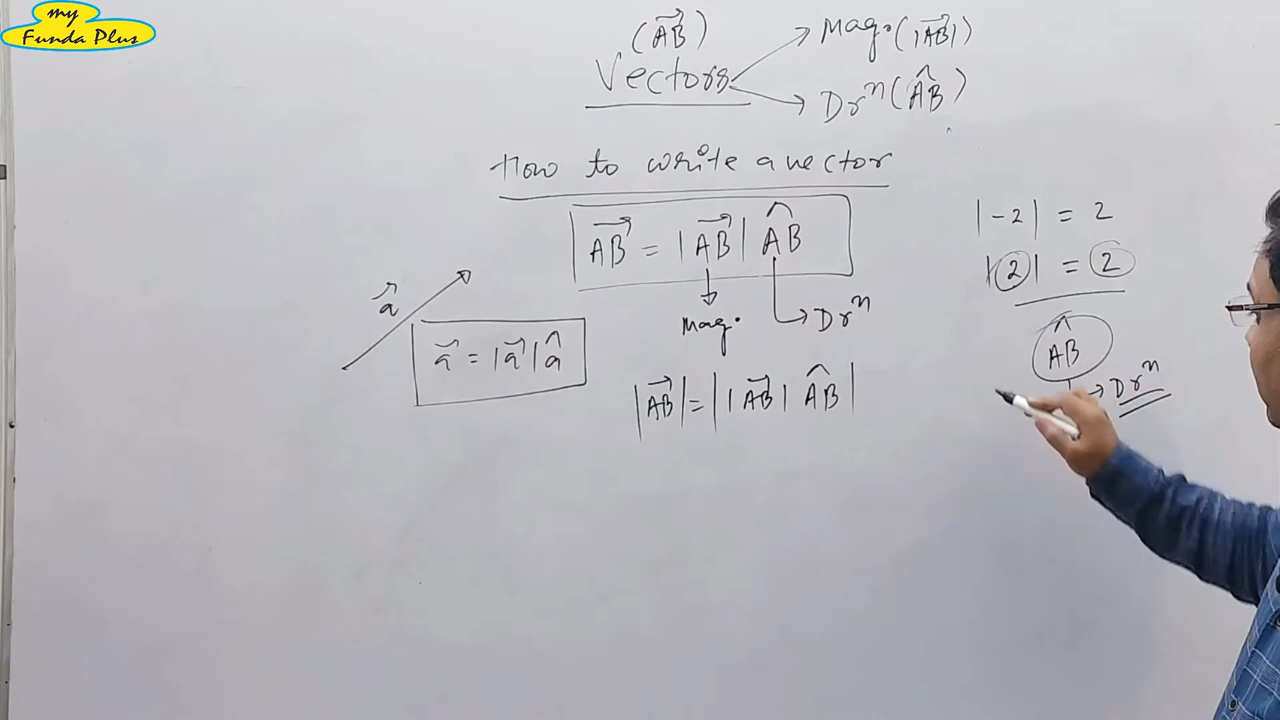 my
Funda Plus
(A͞B⃗) → Mag. (|AB⃗|)
Vectors → Drⁿ (AB̂)
How to write a vector
AB⃗ = |AB⃗| AB̂
Mag. Drⁿ
a⃗
a⃗ = |a⃗| â
|AB⃗| = | |AB⃗| AB̂ |
|-2| = 2
|2| = 2
AB̂
→ Drⁿ